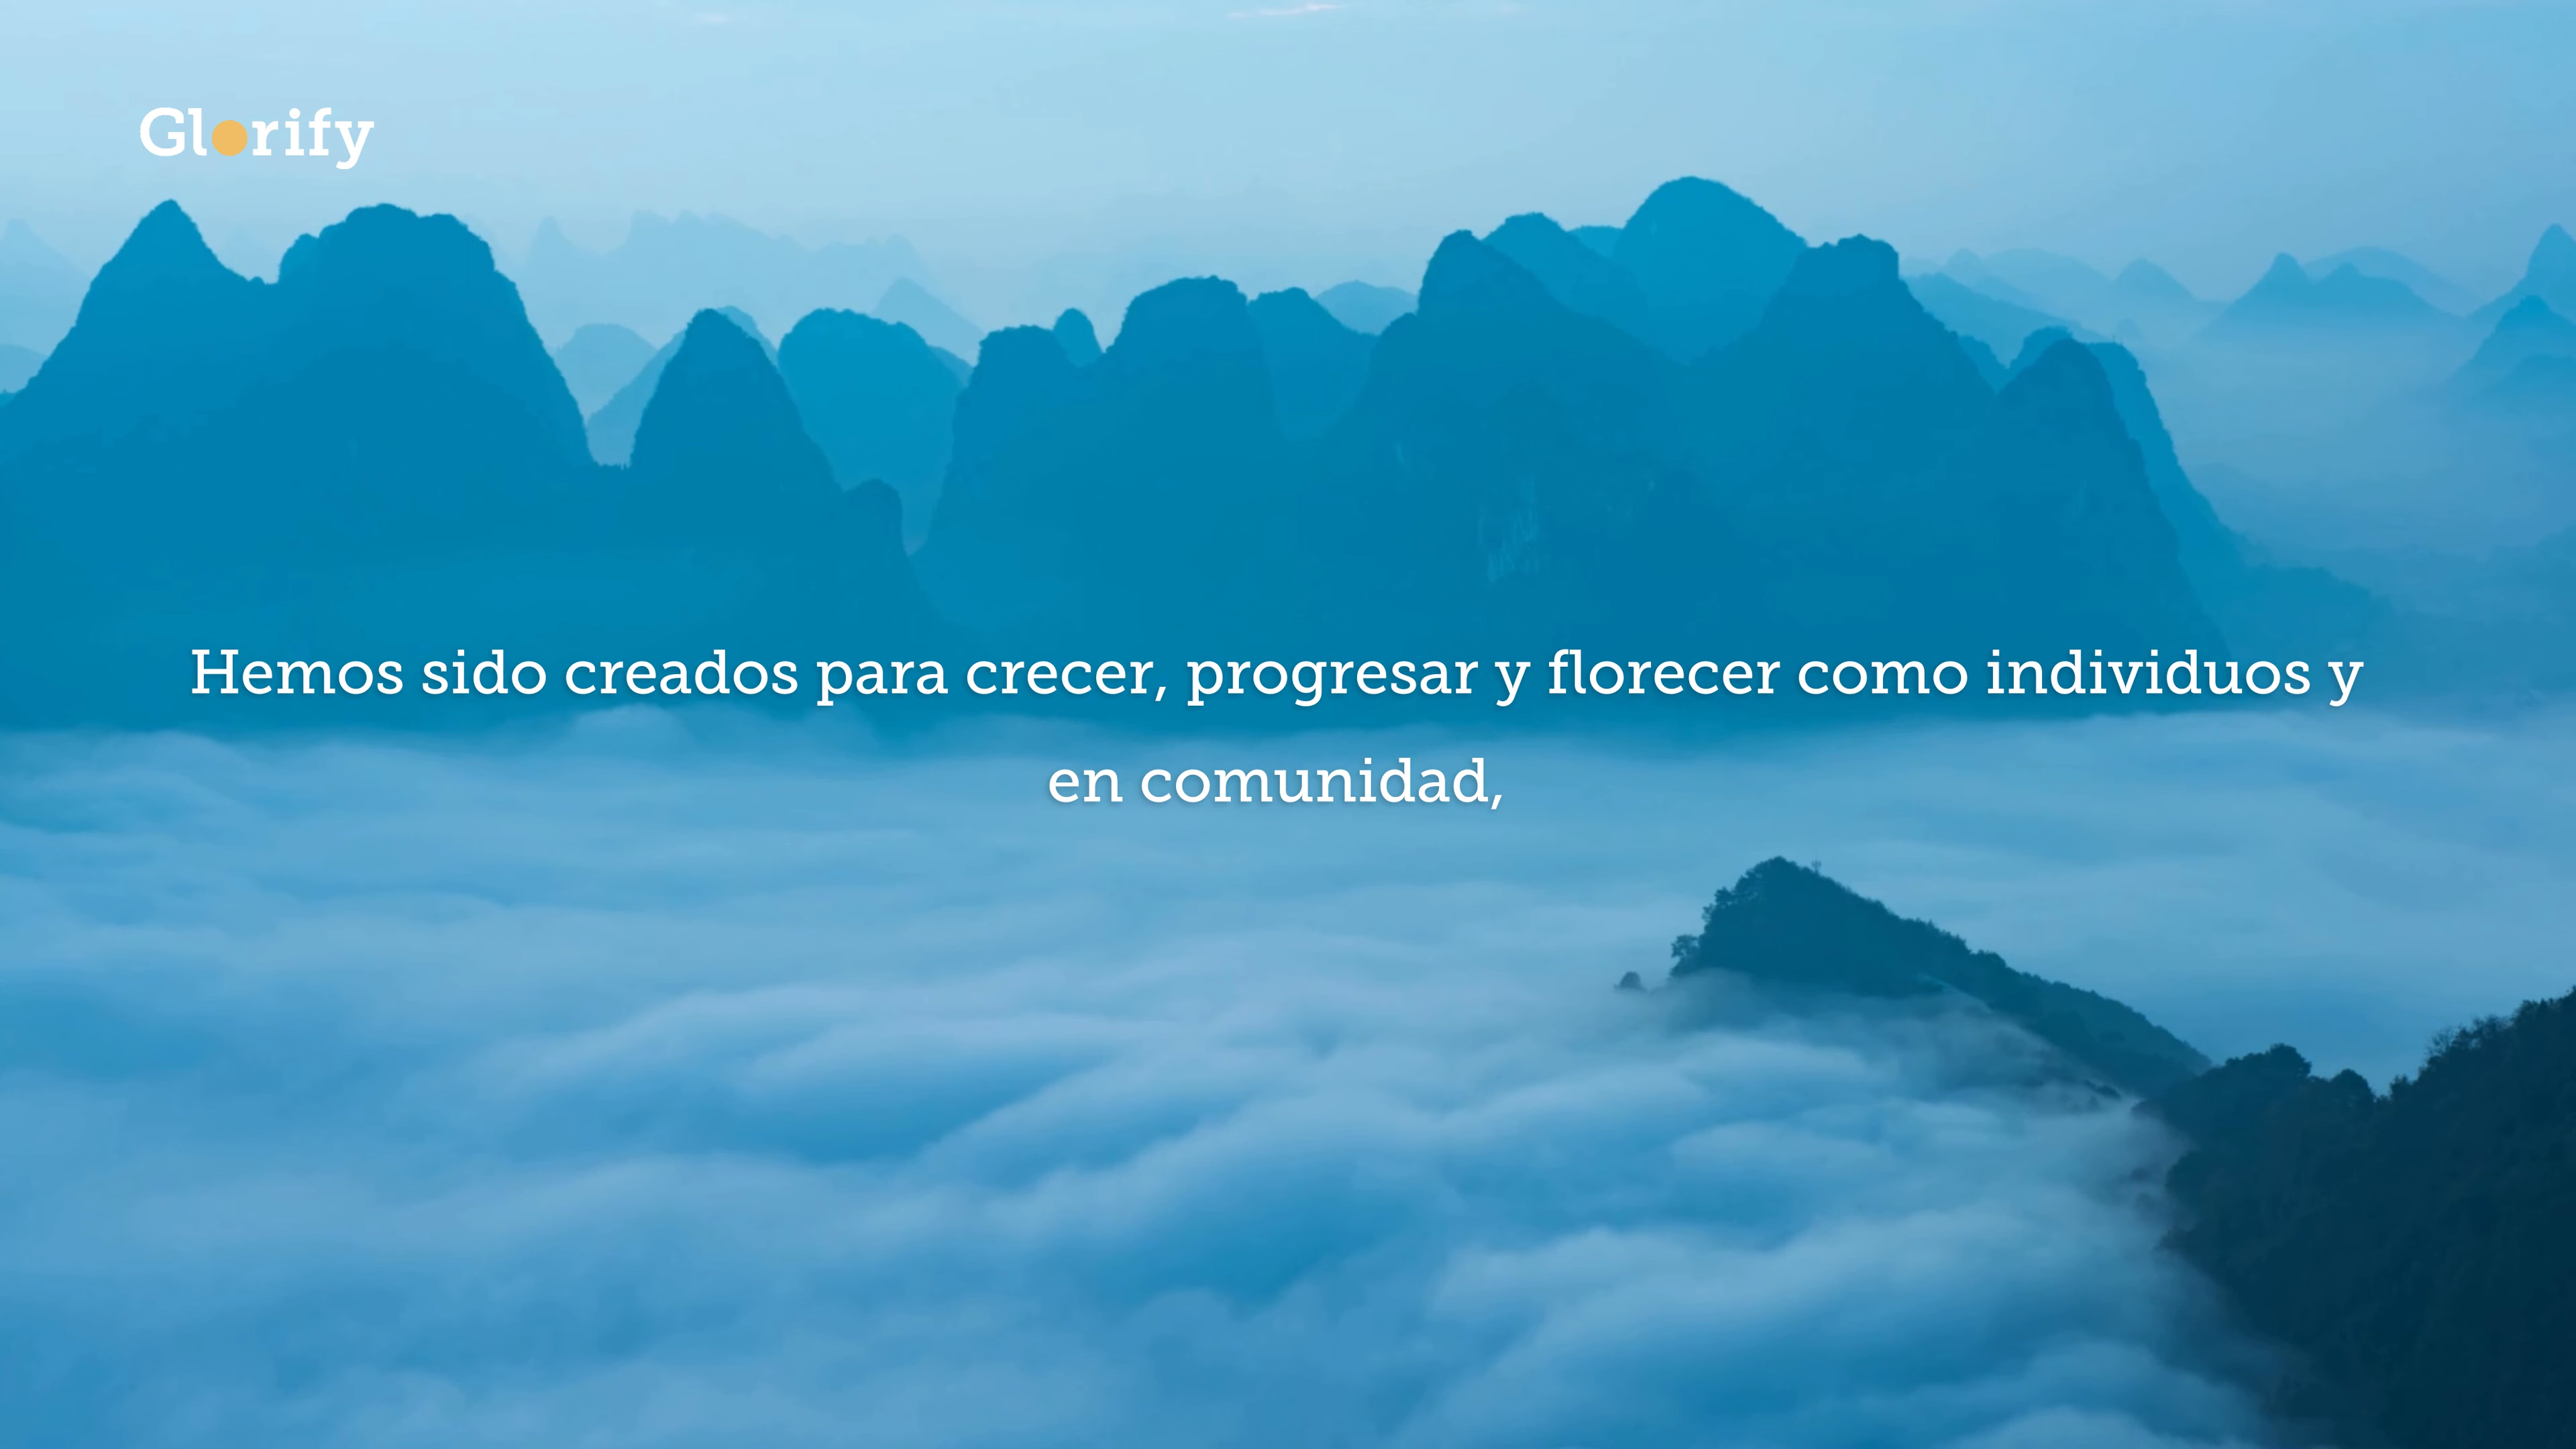 Glorify
Hemos sido creados para crecer, progresar y florecer como individuos y
en comunidad,